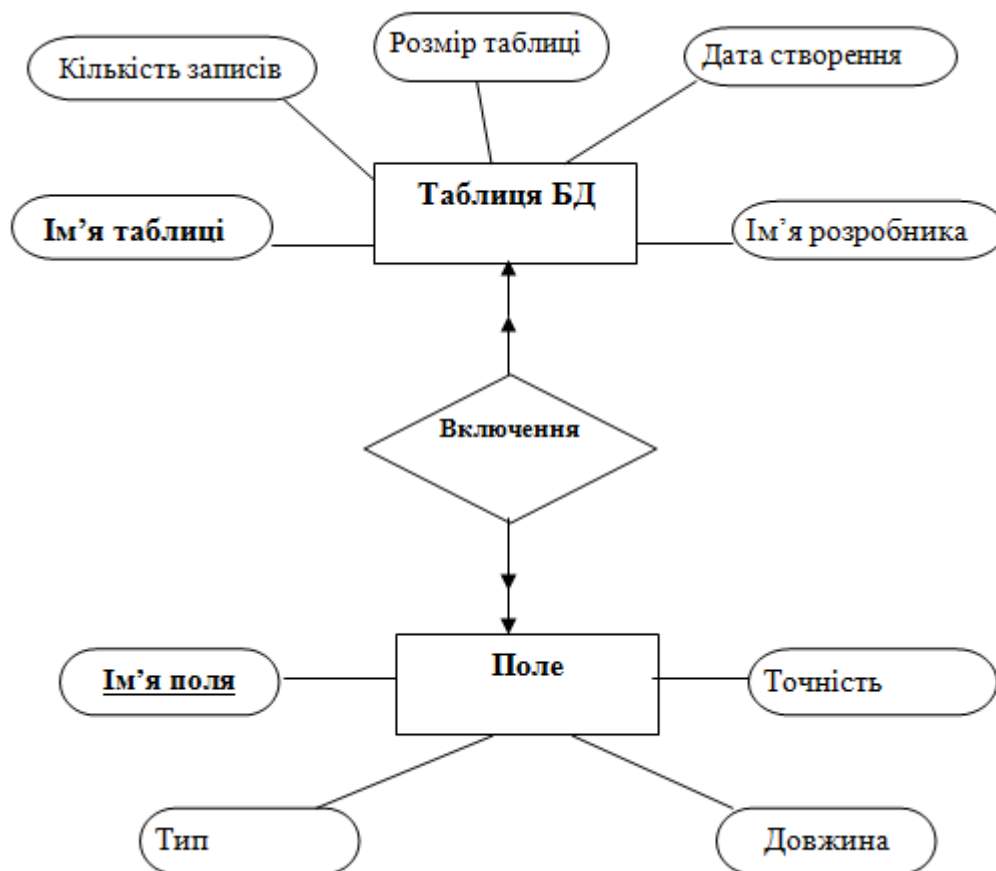 Розмір таблиці
Кількість записів
Дата створення
Таблиця БД
Ім’я таблиці
Ім’я розробника
Включення
Поле
Ім’я поля
Точність
Тип
Довжина